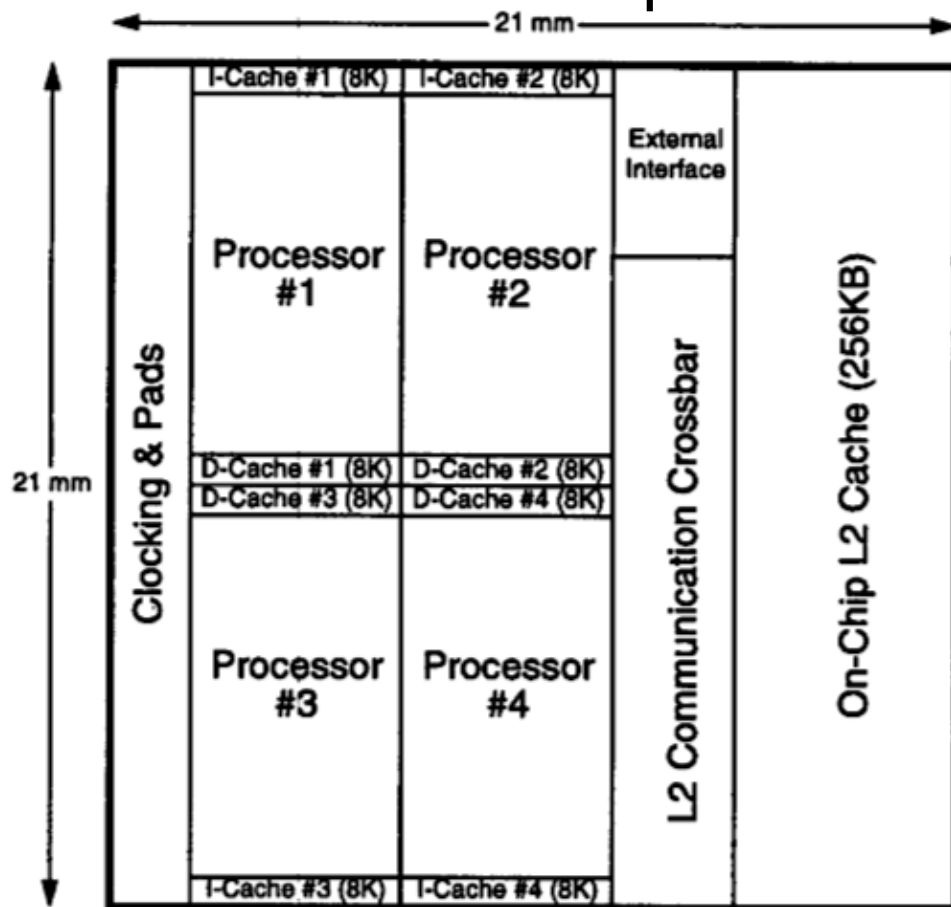 21 mm
I-Cache #1 (8K)
I-Cache #2 (8K)
External
Interface
Processor
#1
Processor
#2
21 mm
Clocking & Pads
D-Cache #1 (8K)
D-Cache #2 (8K)
D-Cache #3 (8K)
D-Cache #4 (8K)
L2 Communication Crossbar
On-Chip L2 Cache (256KB)
Processor
#3
Processor
#4
I-Cache #3 (8K)
I-Cache #4 (8K)